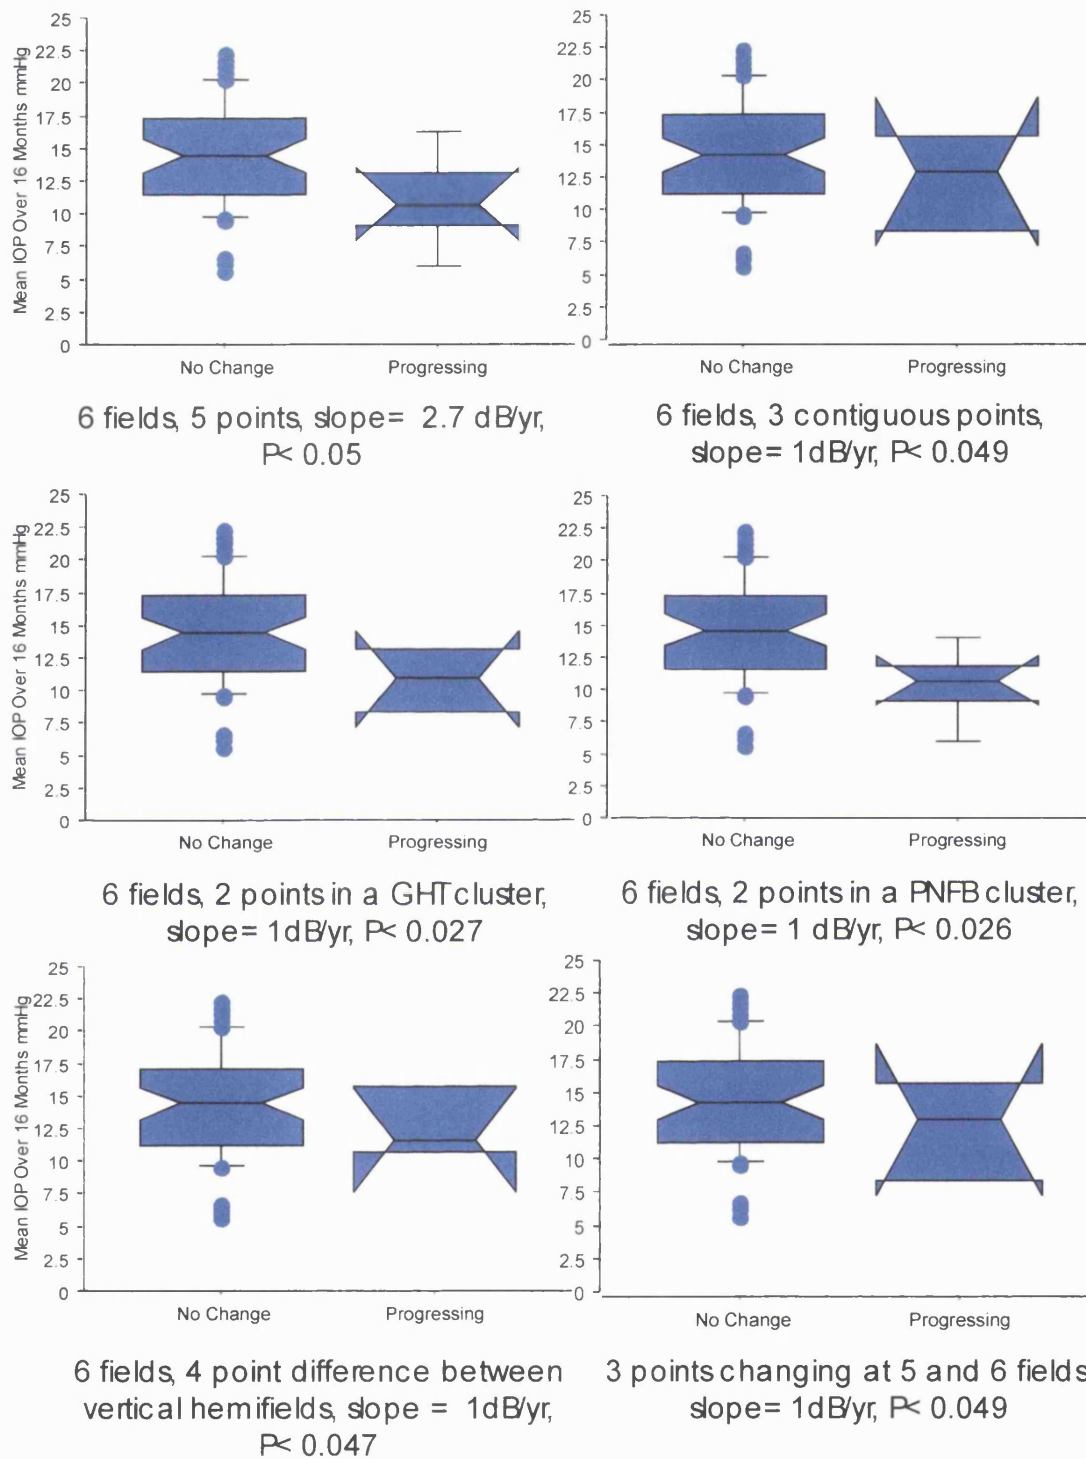 Mean IOP Over 16 Months mmHg
25
22.5
20
17.5
15
12.5
10
7.5
5
2.5
0
No Change
Progressing
6 fields, 5 points, slope= 2.7 dB/yr,
P< 0.05
25
22.5
20
17.5
15
12.5
10
7.5
5
2.5
0
No Change
Progressing
6 fields, 3 contiguous points,
slope= 1dB/yr, P< 0.049
Mean IOP Over 16 Months mmHg
25
22.5
20
17.5
15
12.5
10
7.5
5
2.5
0
No Change
Progressing
6 fields, 2 points in a GHT cluster,
slope= 1dB/yr, P< 0.027
25
22.5
20
17.5
15
12.5
10
7.5
5
2.5
0
No Change
Progressing
6 fields, 2 points in a PNFB cluster,
slope= 1 dB/yr, P< 0.026
Mean IOP Over 16 Months mmHg
25
22.5
20
17.5
15
12.5
10
7.5
5
2.5
0
No Change
Progressing
6 fields, 4 point difference between
vertical hemifields, slope = 1dB/yr,
P< 0.047
25
22.5
20
17.5
15
12.5
10
7.5
5
2.5
0
No Change
Progressing
3 points changing at 5 and 6 fields
slope= 1dB/yr, P< 0.049